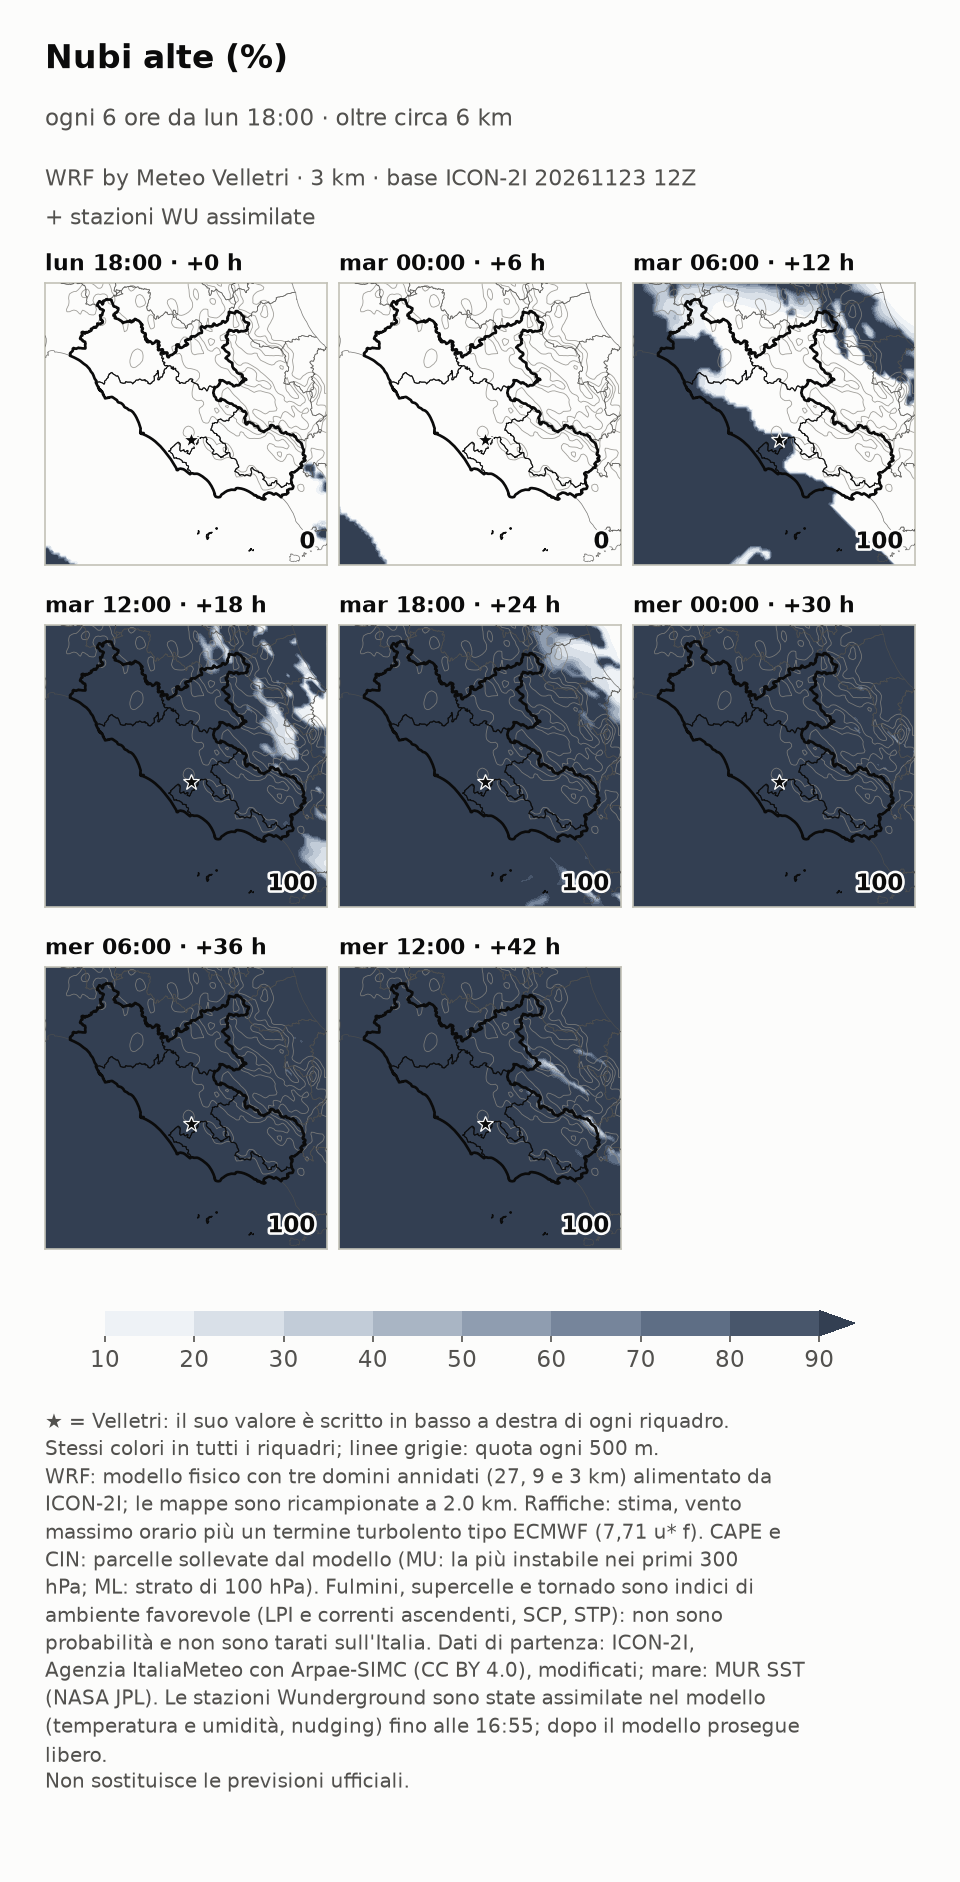 Nubi alte (%)
ogni 6 ore da lun 18:00 · oltre circa 6 km
WRF by Meteo Velletri · 3 km · base ICON-2I 20261123 12Z
+ stazioni WU assimilate
lun 18:00 · +0 h
mar 00:00 · +6 h
mar 06:00 · +12 h
0
0
100
mar 12:00 · +18 h
mar 18:00 · +24 h
mer 00:00 · +30 h
100
100
100
mer 06:00 · +36 h
mer 12:00 · +42 h
100
100
10 20 30 40 50 60 70 80 90
★ = Velletri: il suo valore è scritto in basso a destra di ogni riquadro.
Stessi colori in tutti i riquadri; linee grigie: quota ogni 500 m.
WRF: modello fisico con tre domini annidati (27, 9 e 3 km) alimentato da
ICON-2I; le mappe sono ricampionate a 2.0 km. Raffiche: stima, vento
massimo orario più un termine turbolento tipo ECMWF (7,71 u* f). CAPE e
CIN: parcelle sollevate dal modello (MU: la più instabile nei primi 300
hPa; ML: strato di 100 hPa). Fulmini, supercelle e tornado sono indici di
ambiente favorevole (LPI e correnti ascendenti, SCP, STP): non sono
probabilità e non sono tarati sull'Italia. Dati di partenza: ICON-2I,
Agenzia ItaliaMeteo con Arpae-SIMC (CC BY 4.0), modificati; mare: MUR SST
(NASA JPL). Le stazioni Wunderground sono state assimilate nel modello
(temperatura e umidità, nudging) fino alle 16:55; dopo il modello prosegue
libero.
Non sostituisce le previsioni ufficiali.